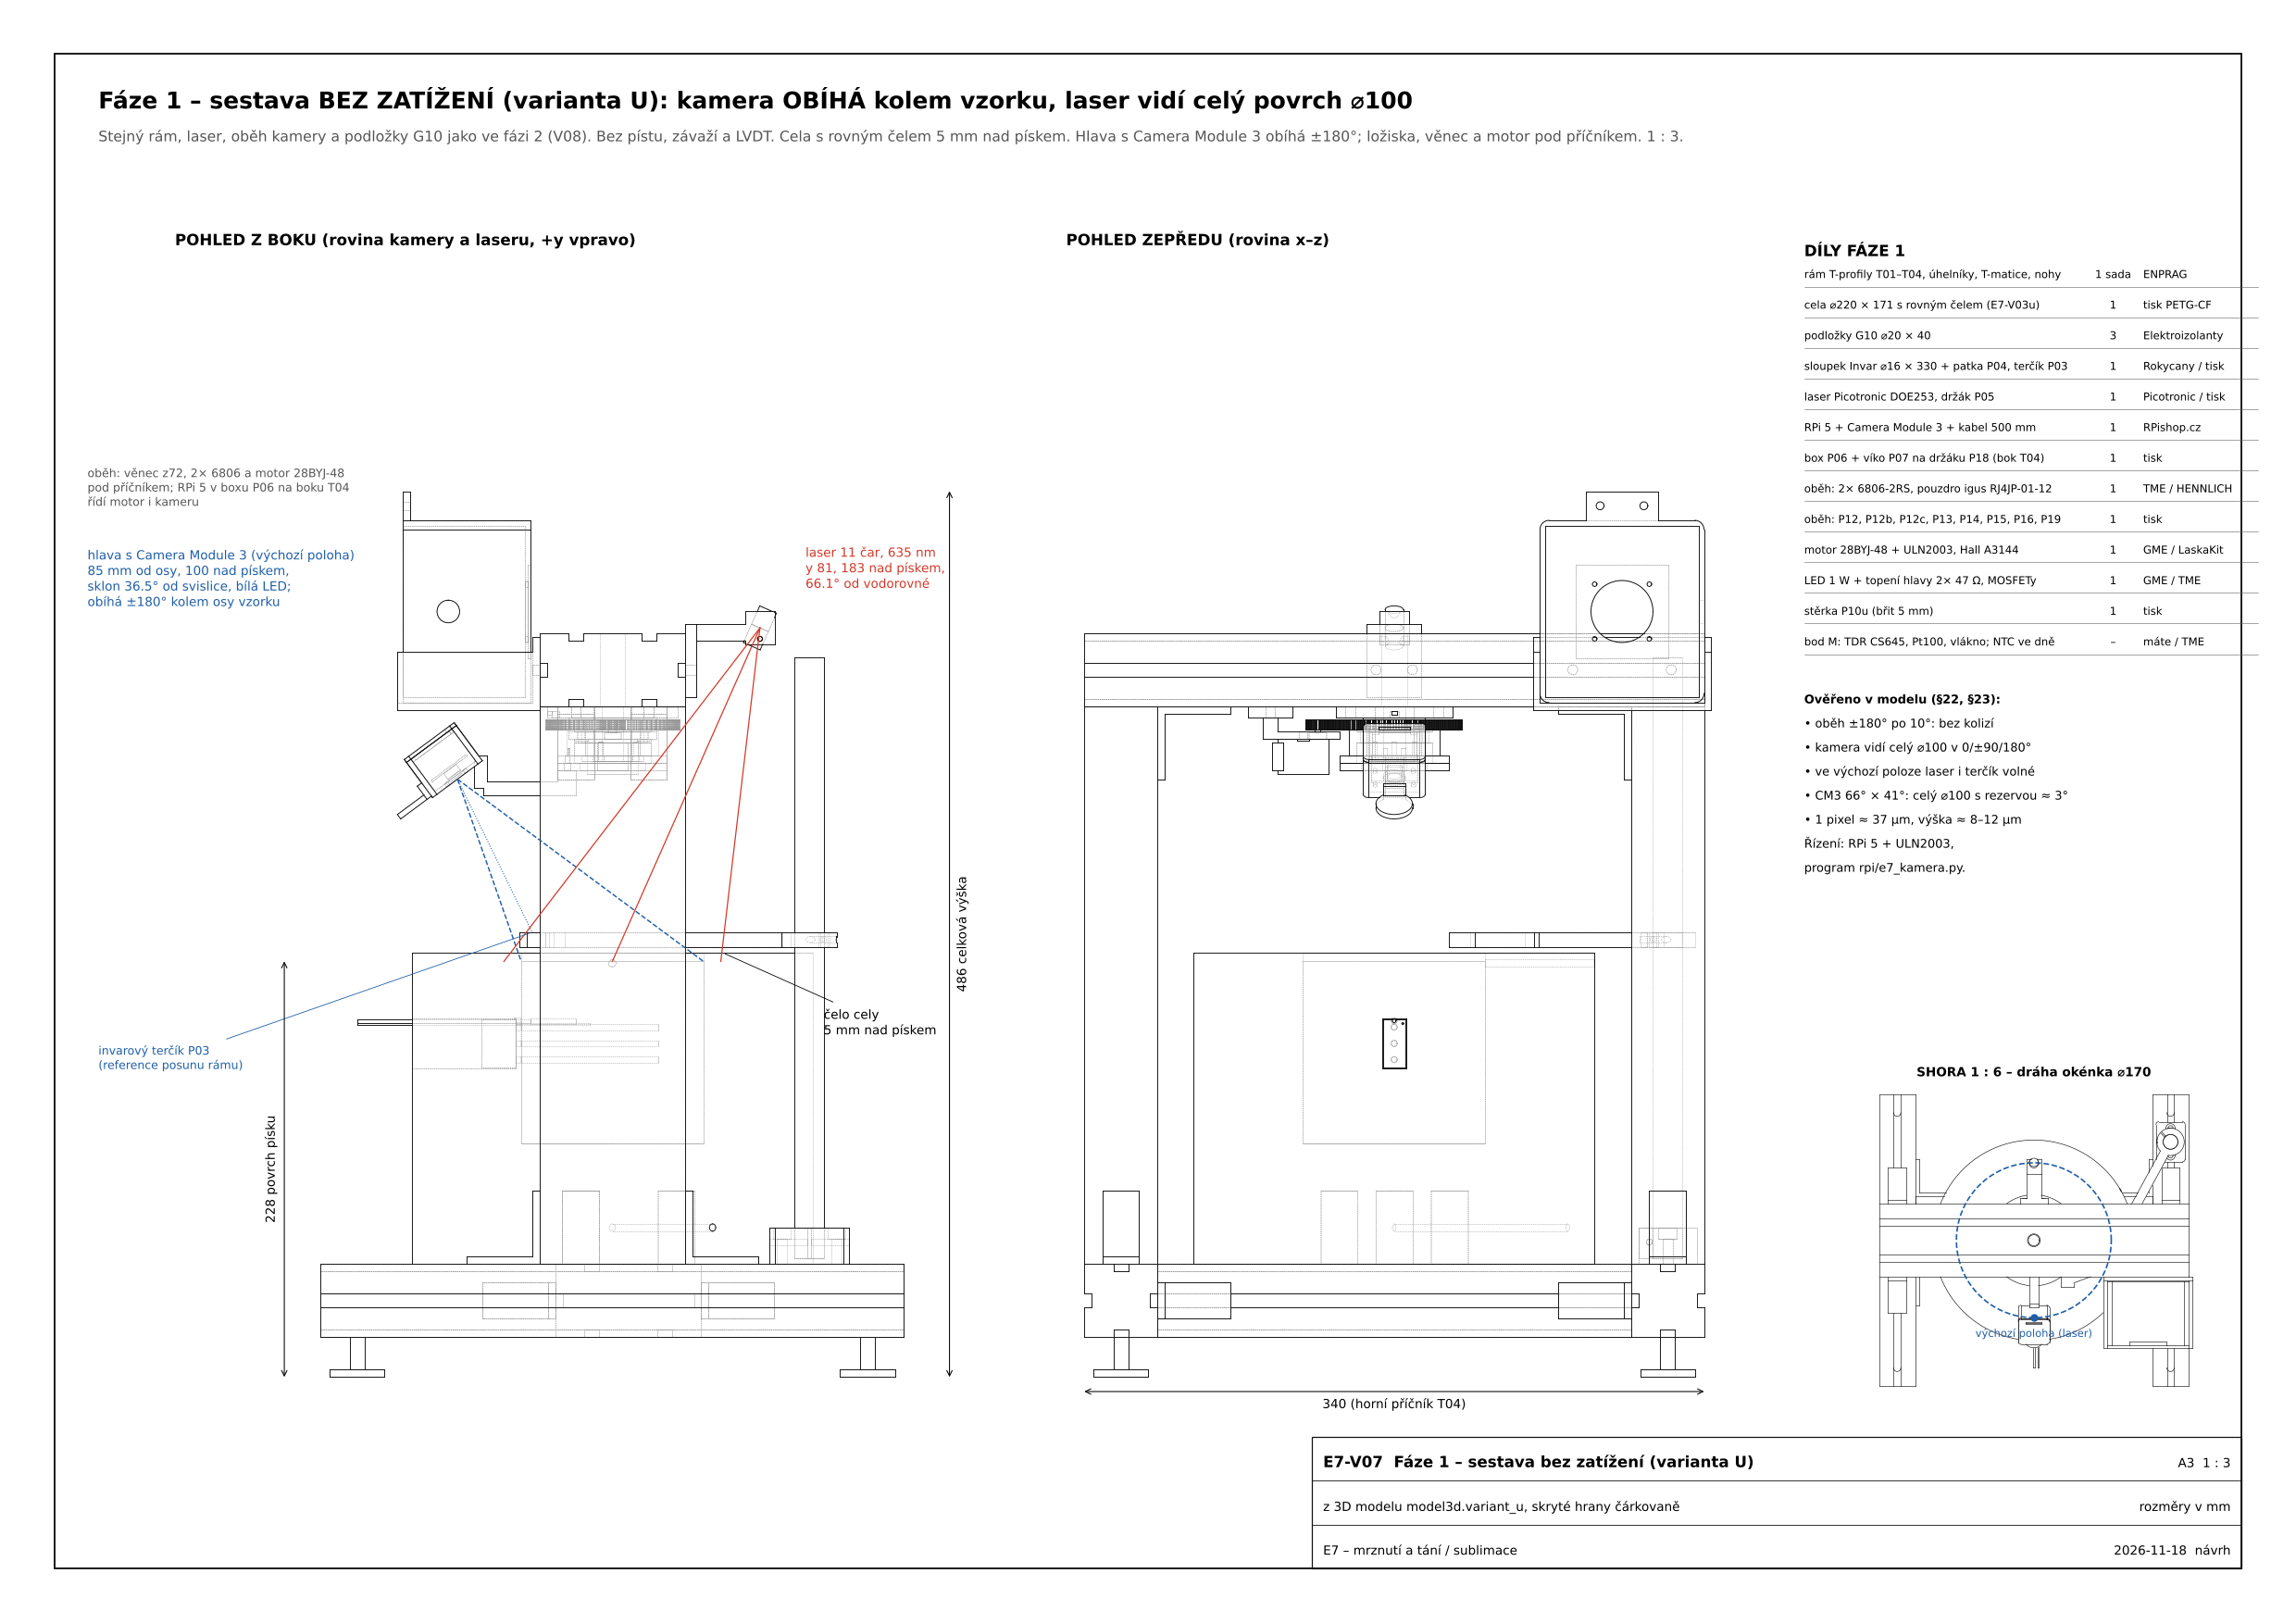 Fáze 1 – sestava BEZ ZATÍŽENÍ (varianta U): kamera OBÍHÁ kolem vzorku, laser vidí celý povrch ⌀100
Stejný rám, laser, oběh kamery a podložky G10 jako ve fázi 2 (V08). Bez pístu, závaží a LVDT. Cela s rovným čelem 5 mm nad pískem. Hlava s Camera Module 3 obíhá ±180°; ložiska, věnec a motor pod příčníkem. 1 : 3.
POHLED Z BOKU (rovina kamery a laseru, +y vpravo)
oběh: věnec z72, 2× 6806 a motor 28BYJ-48
pod příčníkem; RPi 5 v boxu P06 na boku T04
řídí motor i kameru
hlava s Camera Module 3 (výchozí poloha)
85 mm od osy, 100 nad pískem,
sklon 36.5° od svislice, bílá LED;
obíhá ±180° kolem osy vzorku
laser 11 čar, 635 nm
y 81, 183 nad pískem,
66.1° od vodorovné
486 celková výška
čelo cely
5 mm nad pískem
invarový terčík P03
(reference posunu rámu)
228 povrch písku
POHLED ZEPŘEDU (rovina x–z)
340 (horní příčník T04)
DÍLY FÁZE 1
rám T-profily T01–T04, úhelníky, T-matice, nohy 1 sada ENPRAG
cela ⌀220 × 171 s rovným čelem (E7-V03u) 1 tisk PETG-CF
podložky G10 ⌀20 × 40 3 Elektroizolanty
sloupek Invar ⌀16 × 330 + patka P04, terčík P03 1 Rokycany / tisk
laser Picotronic DOE253, držák P05 1 Picotronic / tisk
RPi 5 + Camera Module 3 + kabel 500 mm 1 RPishop.cz
box P06 + víko P07 na držáku P18 (bok T04) 1 tisk
oběh: 2× 6806-2RS, pouzdro igus RJ4JP-01-12 1 TME / HENNLICH
oběh: P12, P12b, P12c, P13, P14, P15, P16, P19 1 tisk
motor 28BYJ-48 + ULN2003, Hall A3144 1 GME / LaskaKit
LED 1 W + topení hlavy 2× 47 Ω, MOSFETy 1 GME / TME
stěrka P10u (břit 5 mm) 1 tisk
bod M: TDR CS645, Pt100, vlákno; NTC ve dně – máte / TME
Ověřeno v modelu (§22, §23):
• oběh ±180° po 10°: bez kolizí
• kamera vidí celý ⌀100 v 0/±90/180°
• ve výchozí poloze laser i terčík volné
• CM3 66° × 41°: celý ⌀100 s rezervou ≈ 3°
• 1 pixel ≈ 37 µm, výška ≈ 8–12 µm
Řízení: RPi 5 + ULN2003,
program rpi/e7_kamera.py.
SHORA 1 : 6 – dráha okénka ⌀170
výchozí poloha (laser)
E7-V07 Fáze 1 – sestava bez zatížení (varianta U) A3 1 : 3
z 3D modelu model3d.variant_u, skryté hrany čárkovaně rozměry v mm
E7 – mrznutí a tání / sublimace 2026-11-18 návrh